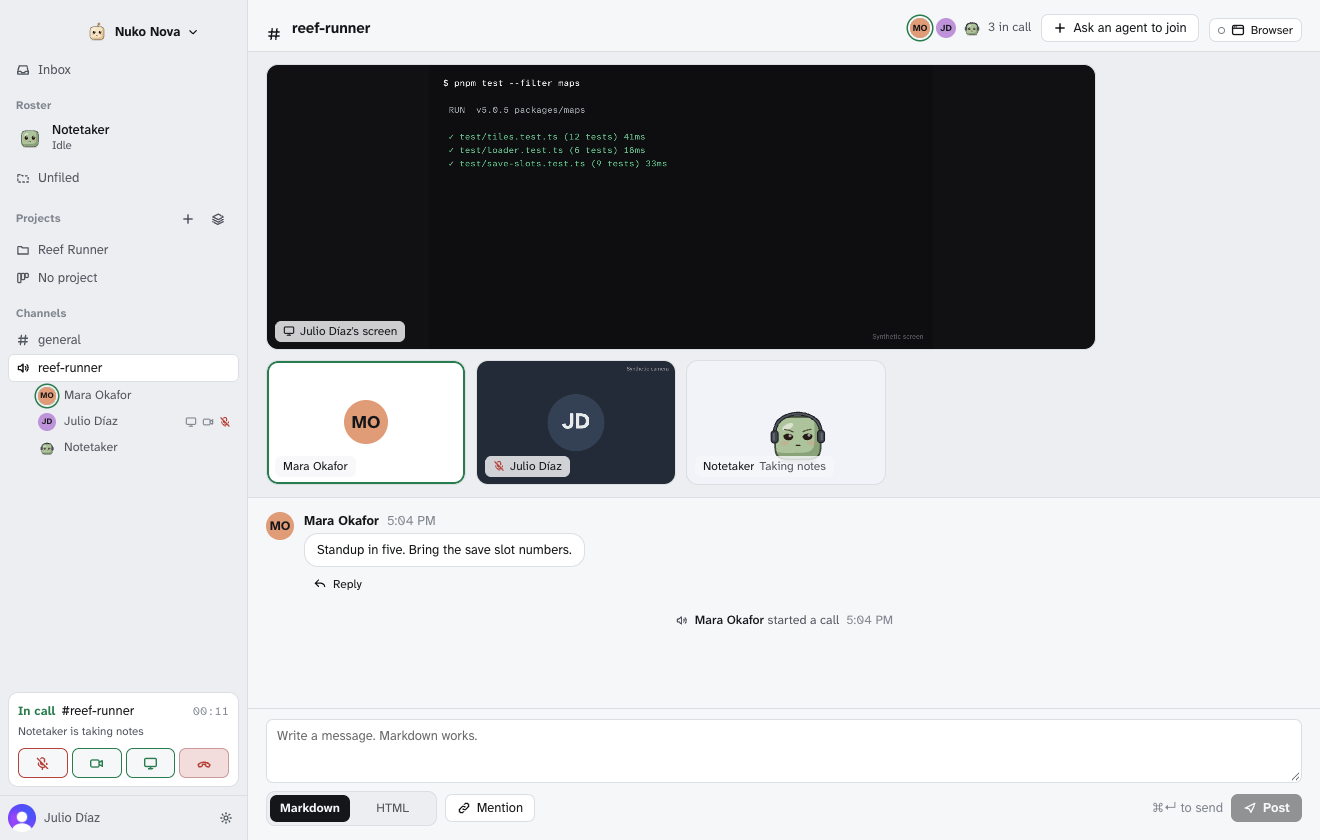 Nuko Nova
Inbox
Roster
Notetaker
Idle
Unfiled
Projects
Reef Runner
No project
Channels
general
reef-runner
MO Mara Okafor
JD Julio Díaz
Notetaker
In call #reef-runner 00:11
Notetaker is taking notes
Julio Díaz
# reef-runner
MO JD 3 in call
Ask an agent to join
Browser
$ pnpm test --filter maps
RUN v5.0.5 packages/maps
✓ test/tiles.test.ts (12 tests) 41ms
✓ test/loader.test.ts (6 tests) 18ms
✓ test/save-slots.test.ts (9 tests) 33ms
Julio Díaz's screen
Synthetic screen
MO
Mara Okafor
Synthetic camera
JD
Julio Díaz
Notetaker Taking notes
MO Mara Okafor 5:04 PM
Standup in five. Bring the save slot numbers.
Reply
Mara Okafor started a call 5:04 PM
Write a message. Markdown works.
Markdown HTML Mention
⌘↵ to send Post